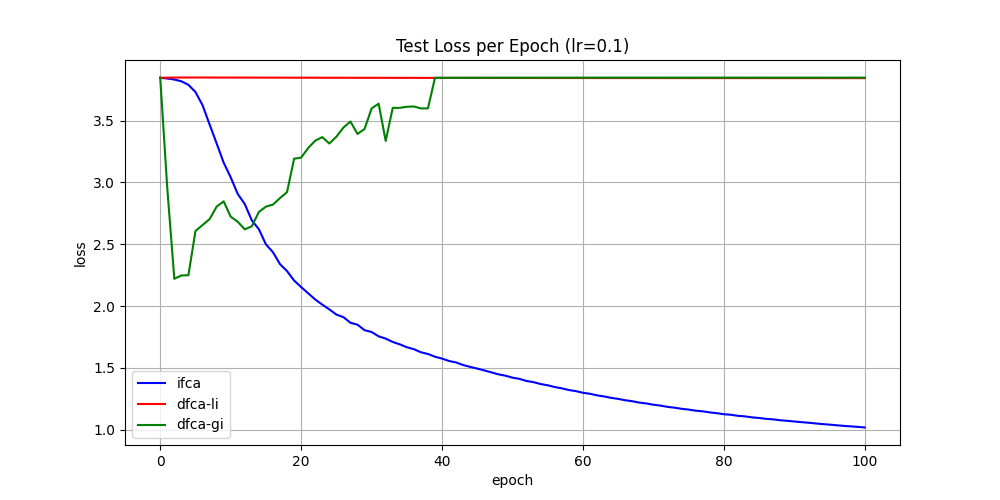 Test Loss per Epoch (lr=0.1)
loss
3.5
3.0
2.5
2.0
1.5
1.0
ifca
dfca-li
dfca-gi
0 20 40 60 80 100
epoch